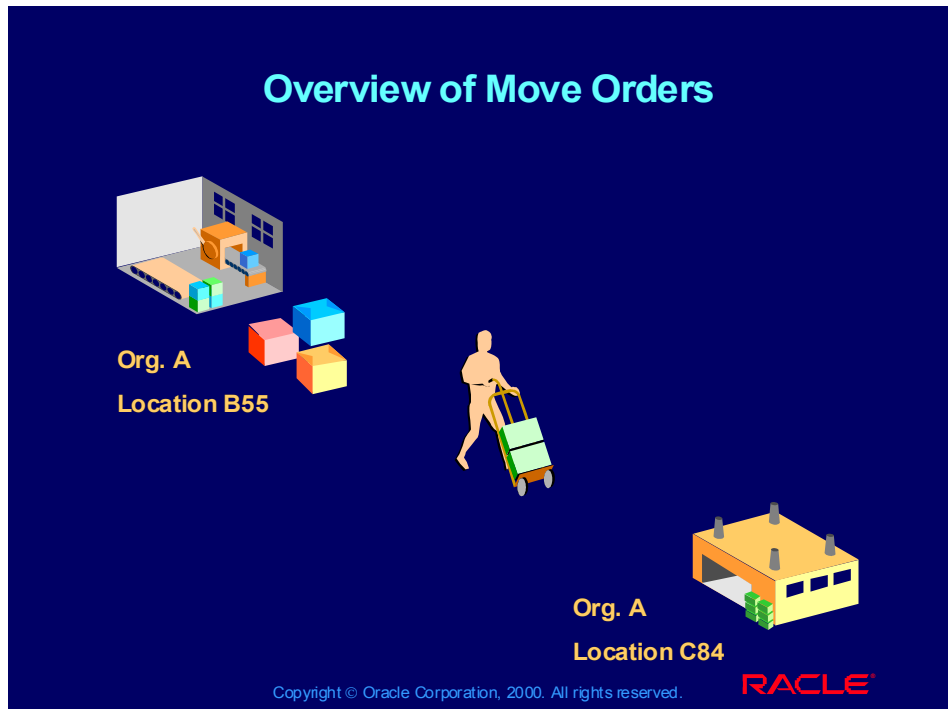 Overview of Move Orders
Org. A
Location B55
Org. A
Location C84
Copyright © Oracle Corporation, 2000. All rights reserved.
RACLE